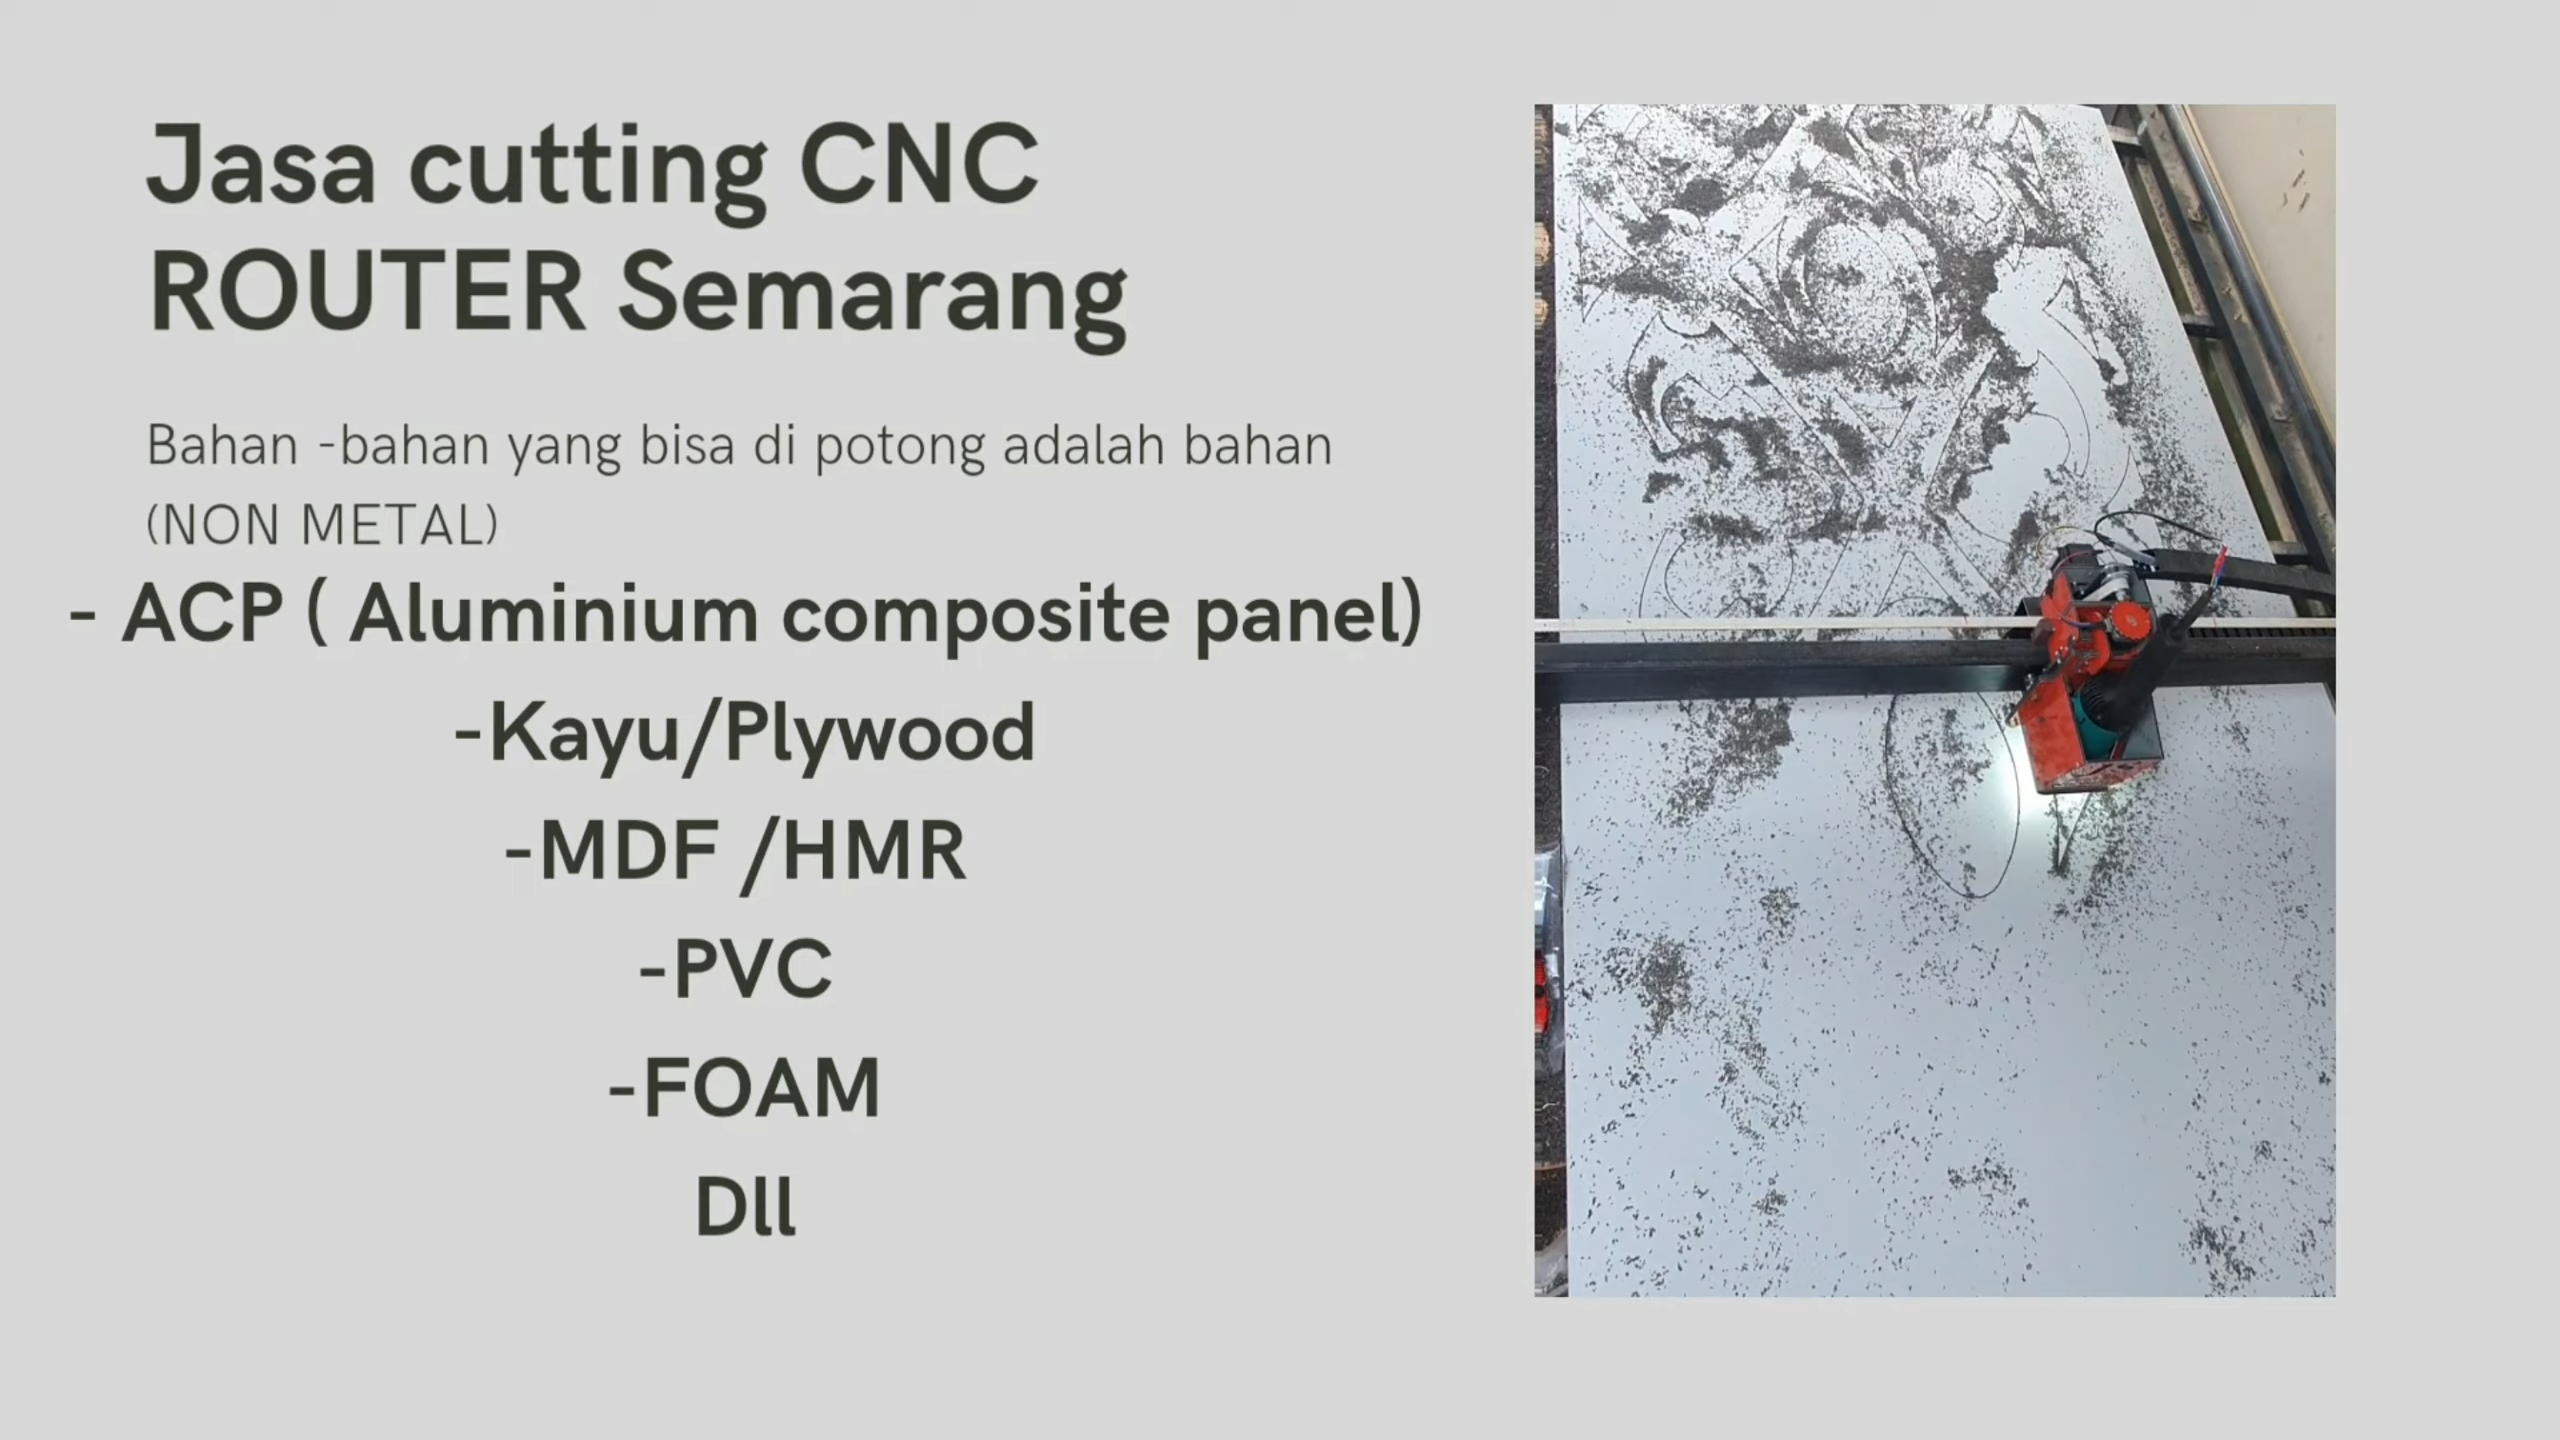 Jasa cutting CNC
ROUTER Semarang
Bahan -bahan yang bisa di potong adalah bahan
(NON METAL)
- ACP ( Aluminium composite panel)
-Kayu/Plywood
-MDF /HMR
-PVC
-FOAM
Dll